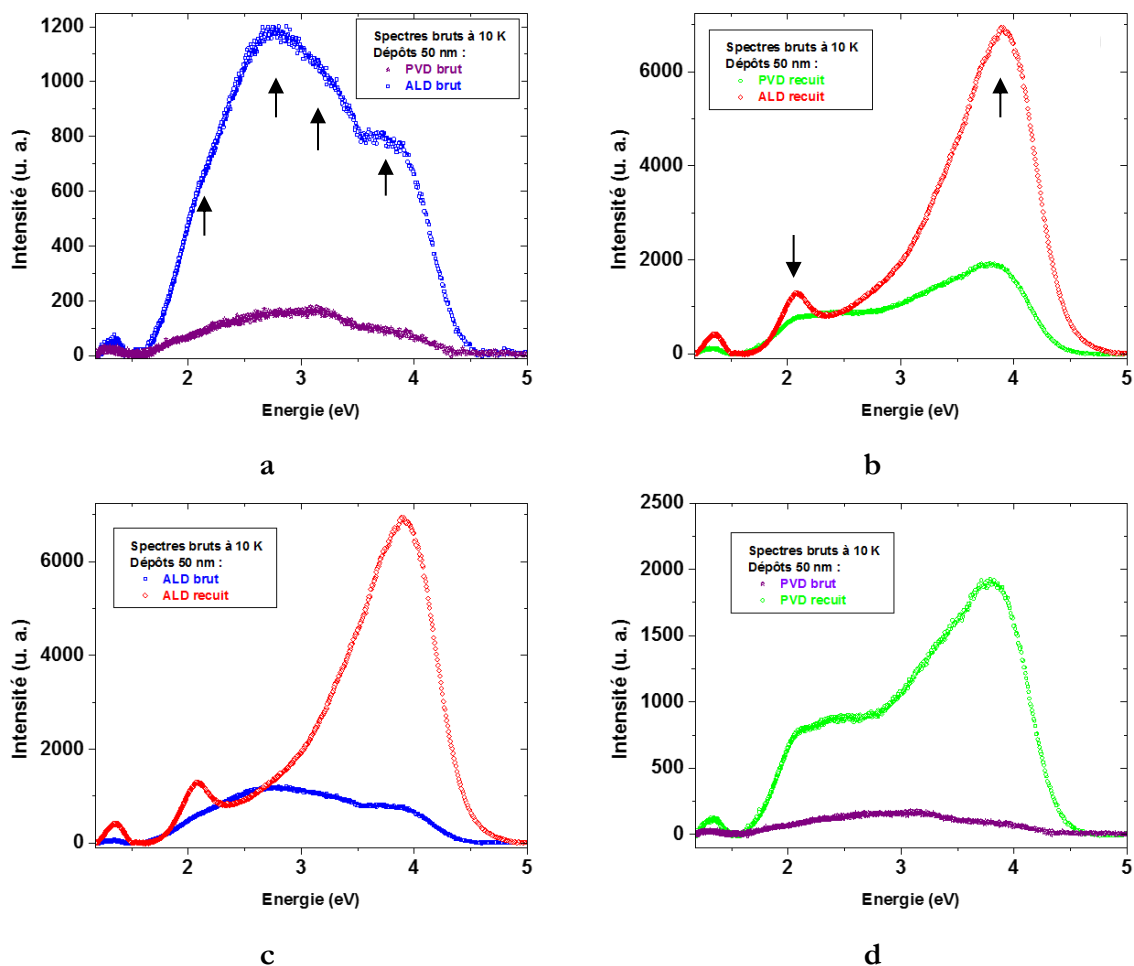 1200
1000
800
600
400
200
0
Intensité (u. a.)
Spectres bruts à 10 K
Dépôts 50 nm :
PVD brut
ALD brut
2
3
4
5
Energie (eV)
a
6000
4000
2000
0
Intensité (u. a.)
Spectres bruts à 10 K
Dépôts 50 nm :
PVD recuit
ALD recuit
2
3
4
5
Energie (eV)
b
6000
4000
2000
0
Intensité (u. a.)
Spectres bruts à 10 K
Dépôts 50 nm :
ALD brut
ALD recuit
2
3
4
5
Energie (eV)
c
2500
2000
1500
1000
500
0
Intensité (u. a.)
Spectres bruts à 10 K
Dépôts 50 nm :
PVD brut
PVD recuit
2
3
4
5
Energie (eV)
d